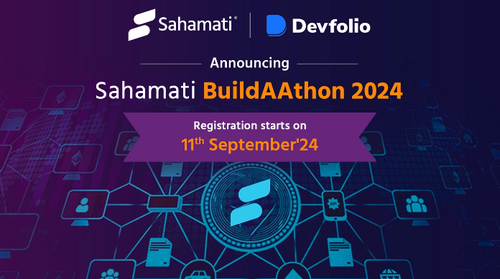 Sahamati® Devfolio
Announcing
Sahamati BuildAAthon 2024
Registration starts on
11th September'24